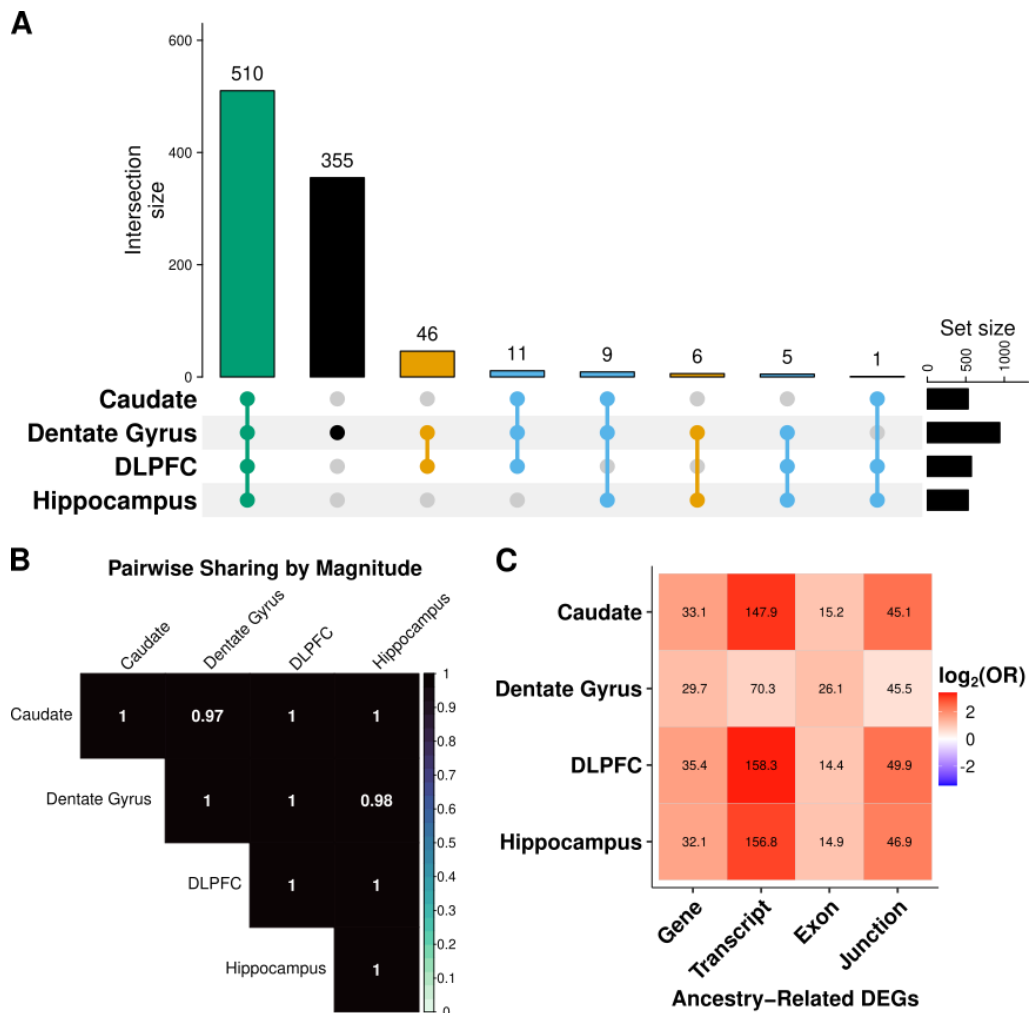 A
600
400
200
0
Intersection
size
510
355
46
11
9
6
5
1
Set size
0
500
1000
Caudate
Dentate Gyrus
DLPFC
Hippocampus
B
Pairwise Sharing by Magnitude
Caudate
Dentate Gyrus
DLPFC
Hippocampus
Caudate
1
0.97
1
1
Dentate Gyrus
1
1
0.98
DLPFC
1
1
Hippocampus
1
1
0.9
0.8
0.7
0.6
0.5
0.4
0.3
0.2
0.1
0
C
Caudate
33.1
147.9
15.2
45.1
Dentate Gyrus
29.7
70.3
26.1
45.5
DLPFC
35.4
158.3
14.4
49.9
Hippocampus
32.1
156.8
14.9
46.9
log2(OR)
2
0
-2
Gene
Transcript
Exon
Junction
Ancestry-Related DEGs